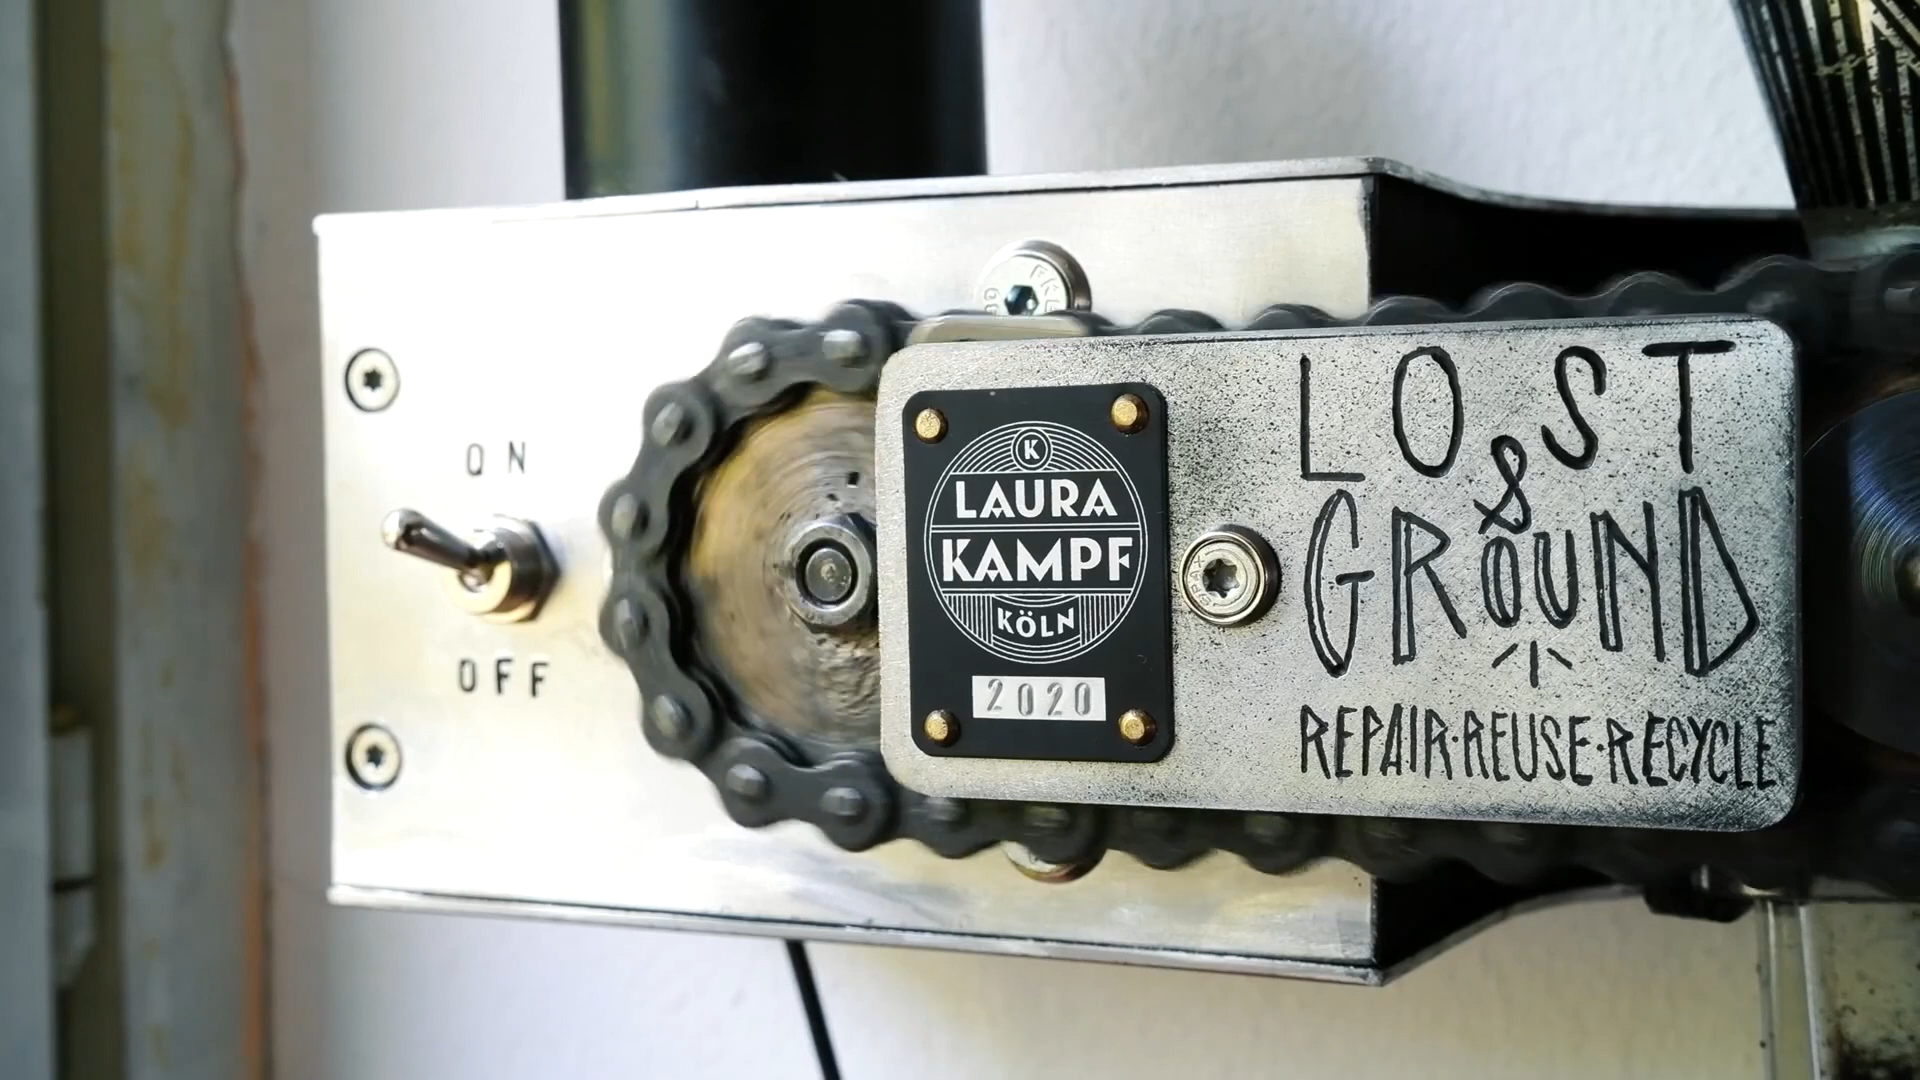 ON
OFF
K
LAURA
KAMPF
KÖLN
2020
LOST
&
GROUND
REPAIR·REUSE·RECYCLE